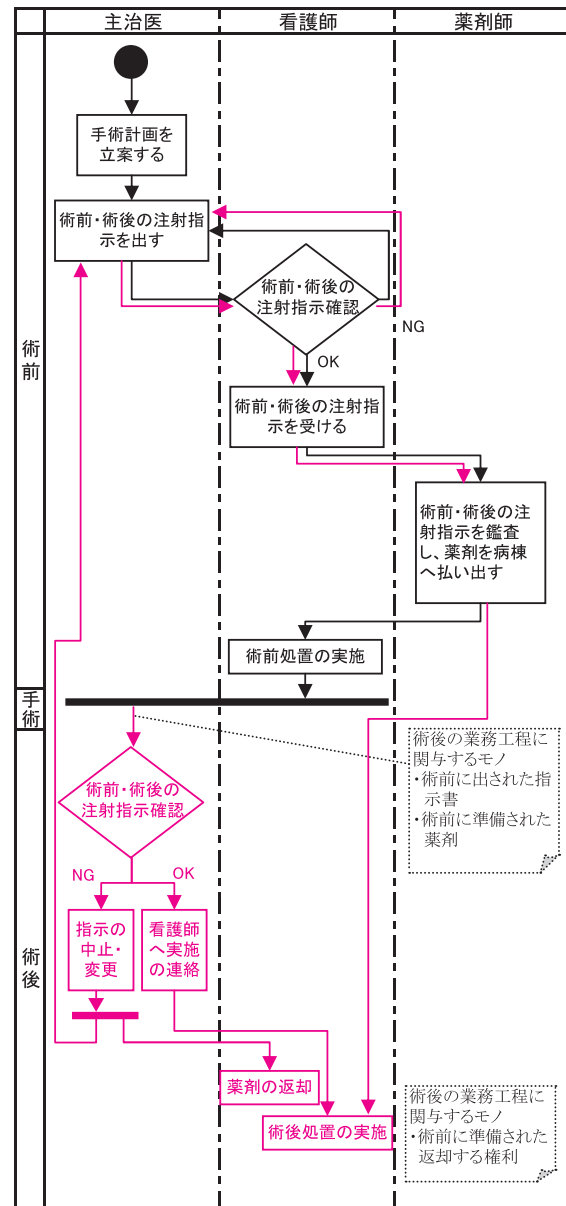 主治医
看護師
薬剤師
術前
手術計画を
立案する
術前・術後の注射指
示を出す
術前・術後の
注射指示確認
NG
OK
術前・術後の注射指
示を受ける
術前・術後の注
射指示を鑑査
し、薬剤を病棟
へ払い出す
術前処置の実施
手術
術後の業務工程に
関与するモノ
・術前に出された指
示書
・術前に準備された
薬剤
術前・術後の
注射指示確認
NG
OK
術後
指示の
中止・
変更
看護師
へ実施
の連絡
薬剤の返却
術後処置の実施
術後の業務工程に
関与するモノ
・術前に準備された
返却する権利